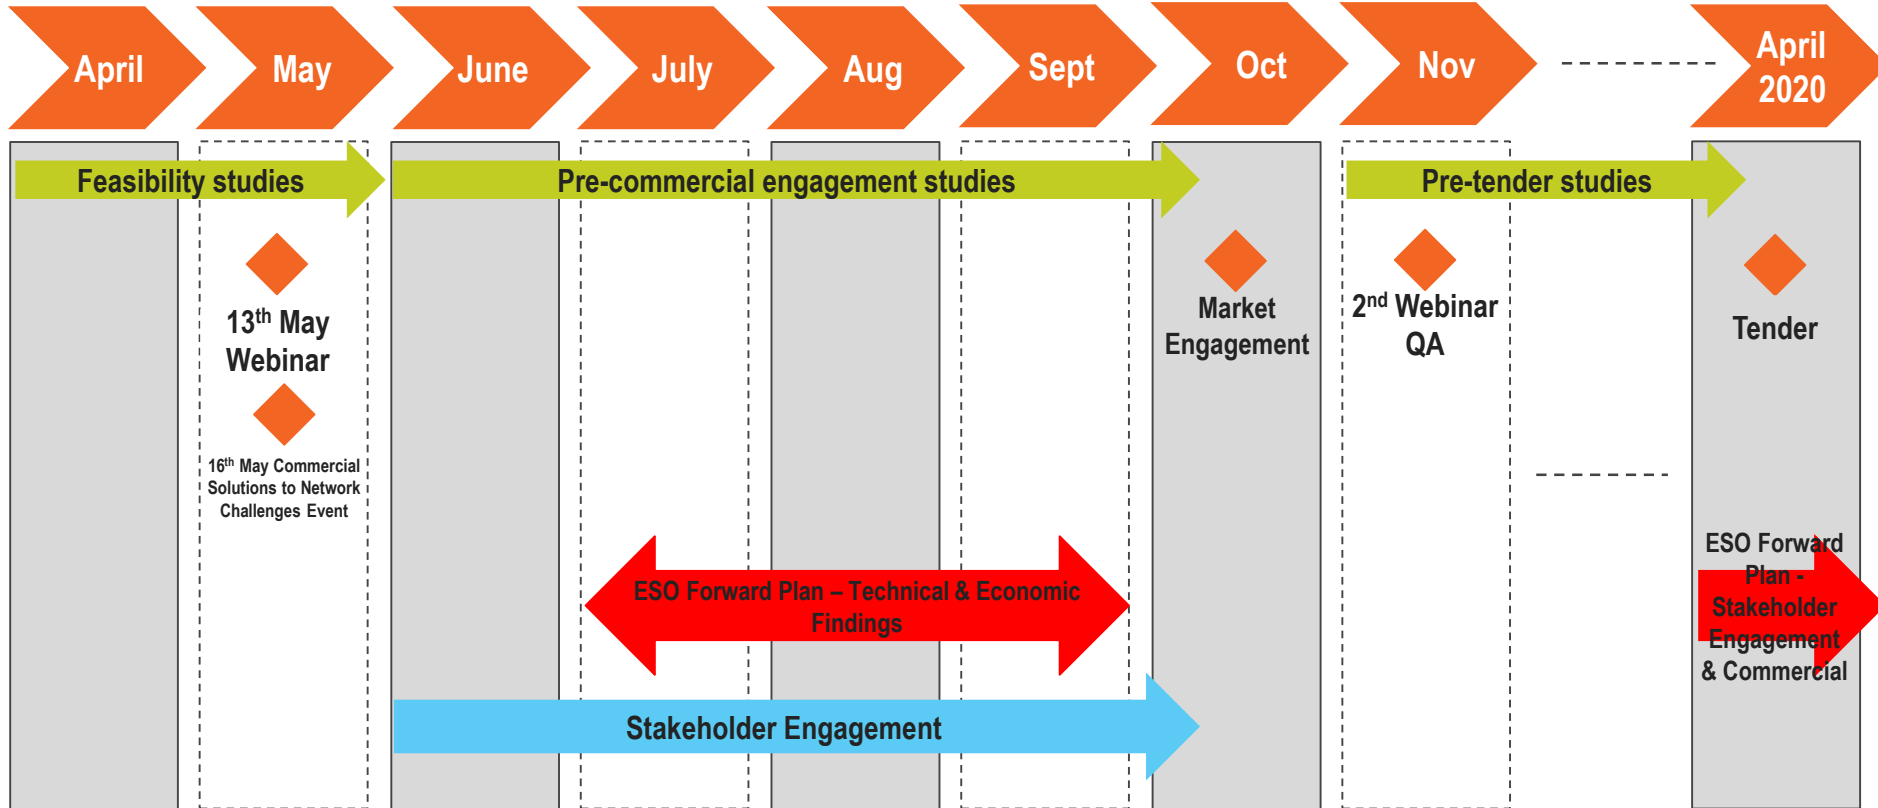 April
May
June
July
Aug
Sept
Oct
Nov
April
2020
Feasibility studies
Pre-commercial engagement studies
Pre-tender studies
13th May
Webinar
16th May Commercial
Solutions to Network
Challenges Event
Market
Engagement
2nd Webinar
QA
Tender
ESO Forward Plan – Technical & Economic
Findings
ESO Forward
Plan -
Stakeholder
Engagement
& Commercial
Stakeholder Engagement